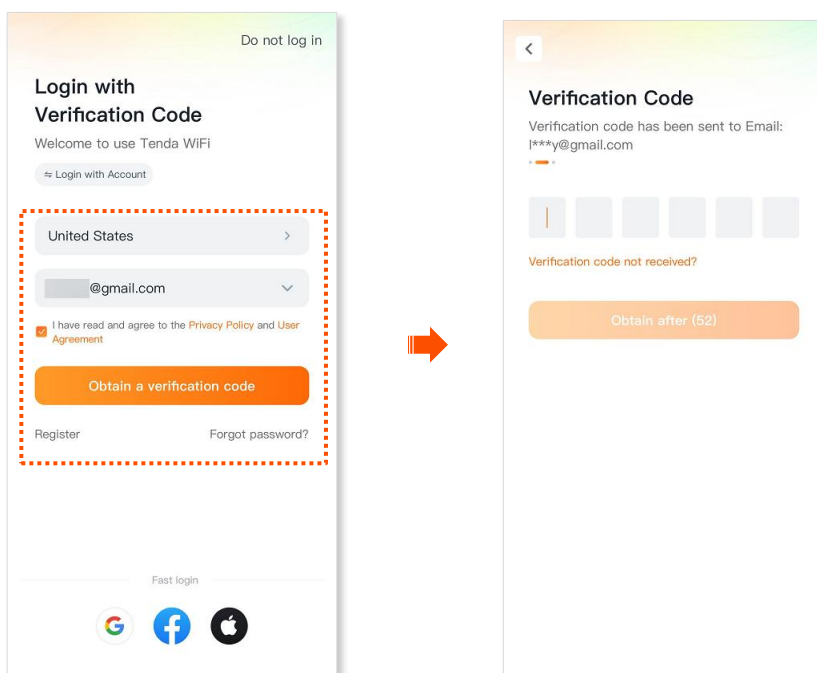 Do not log in
Login with
Verification Code
Welcome to use Tenda WiFi
⇋ Login with Account
United States
@gmail.com
I have read and agree to the Privacy Policy and User
Agreement
Obtain a verification code
Register
Forgot password?
Fast login
Verification Code
Verification code has been sent to Email:
l***y@gmail.com
Verification code not received?
Obtain after (52)